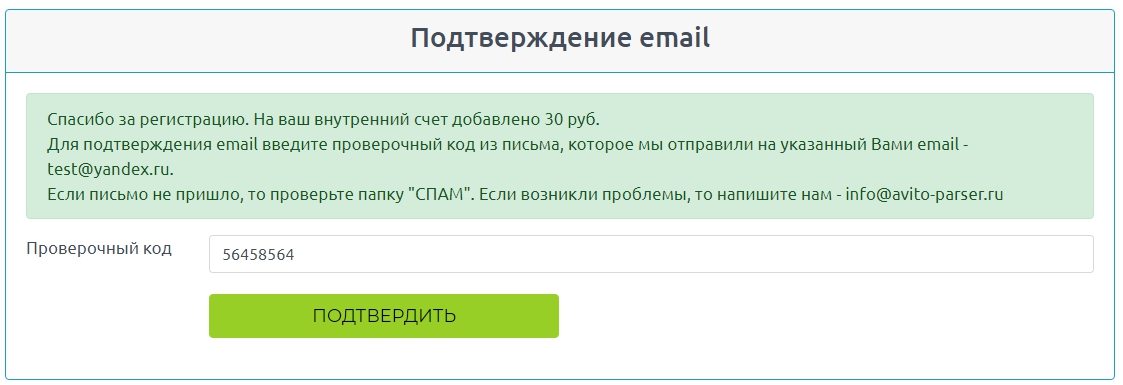 Подтверждение email
Спасибо за регистрацию. На ваш внутренний счет добавлено 30 руб.
Для подтверждения email введите проверочный код из письма, которое мы отправили на указанный Вами email -
test@yandex.ru.
Если письмо не пришло, то проверьте папку "СПАМ". Если возникли проблемы, то напишите нам - info@avito-parser.ru
Проверочный код
56458564
ПОДТВЕРДИТЬ